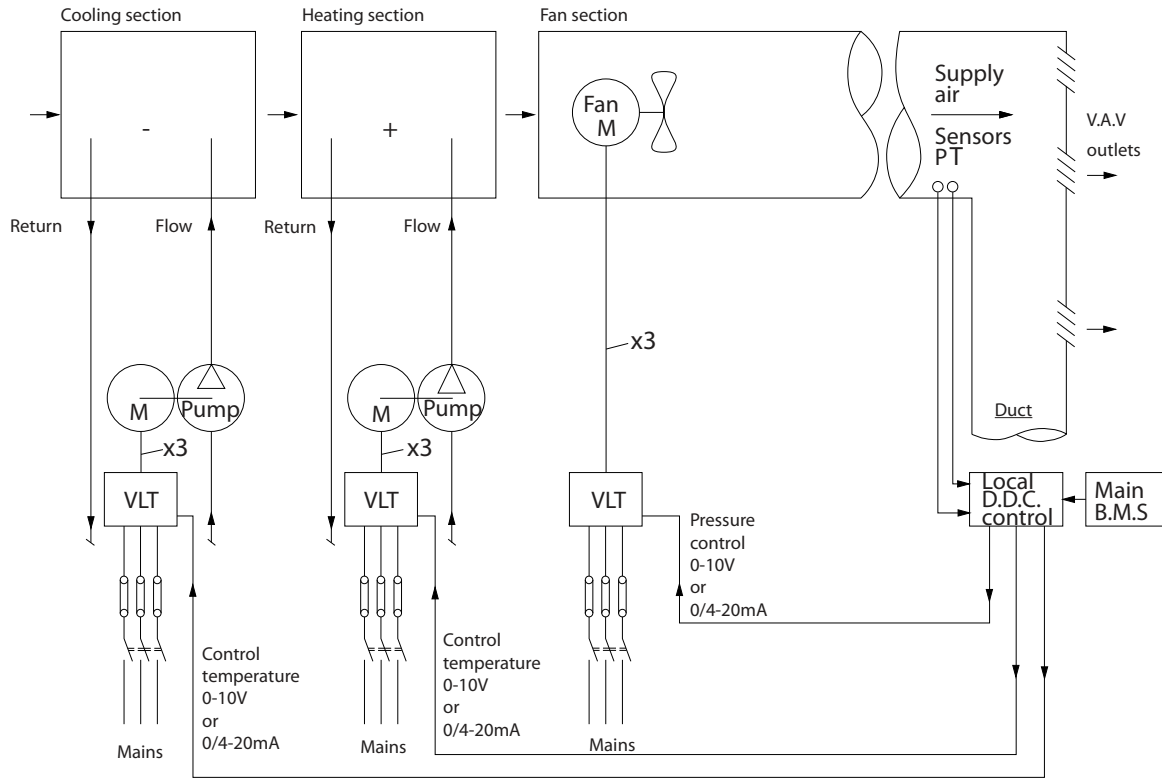 Cooling section
Heating section
Fan section
-
+
Fan
M
Supply
air
Sensors
PT
V.A.V
outlets
Return
Flow
Return
Flow
x3
M
Pump
M
Pump
x3
x3
Duct
VLT
VLT
VLT
Local
D.D.C.
control
Main
B.M.S
Pressure
control
0-10V
or
0/4-20mA
Control
temperature
0-10V
or
0/4-20mA
Control
temperature
0-10V
or
0/4-20mA
Mains
Mains
Mains